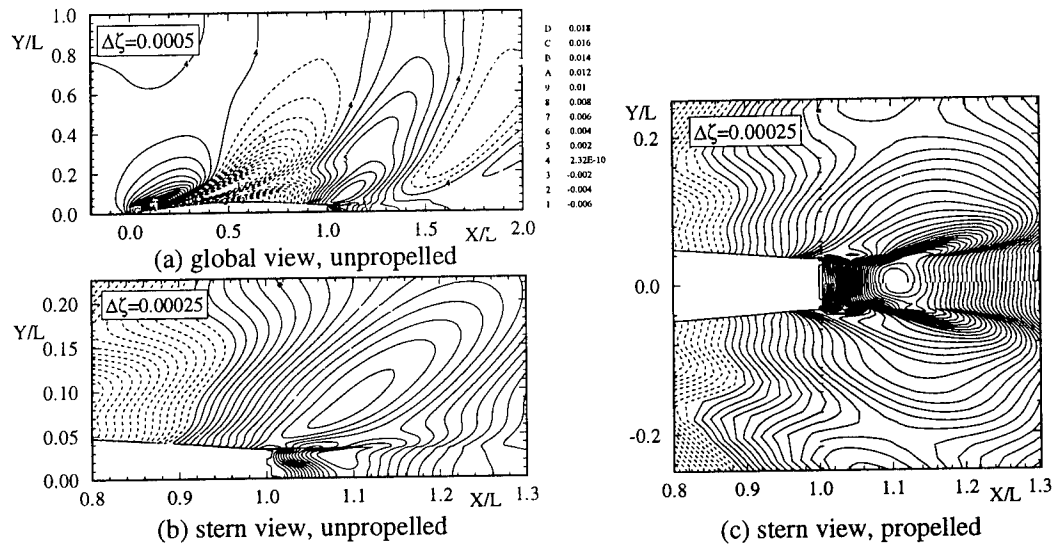 Y/L
1.0
0.8
0.6
0.4
0.2
0.0
Δζ=0.0005
0.0
0.5
1.0
1.5
X/L
2.0
(a) global view, unpropelled
D 0.018
C 0.016
B 0.014
A 0.012
9 0.01
8 0.008
7 0.006
6 0.004
5 0.002
4 2.32E-10
3 -0.002
2 -0.004
1 -0.006
Y/L
0.20
0.15
0.10
0.05
0.00
Δζ=0.00025
0.8
0.9
1.0
1.1
1.2
X/L
1.3
(b) stern view, unpropelled
Y/L
0.2
0.0
-0.2
Δζ=0.00025
0.8
0.9
1.0
1.1
1.2
X/L
1.3
(c) stern view, propelled